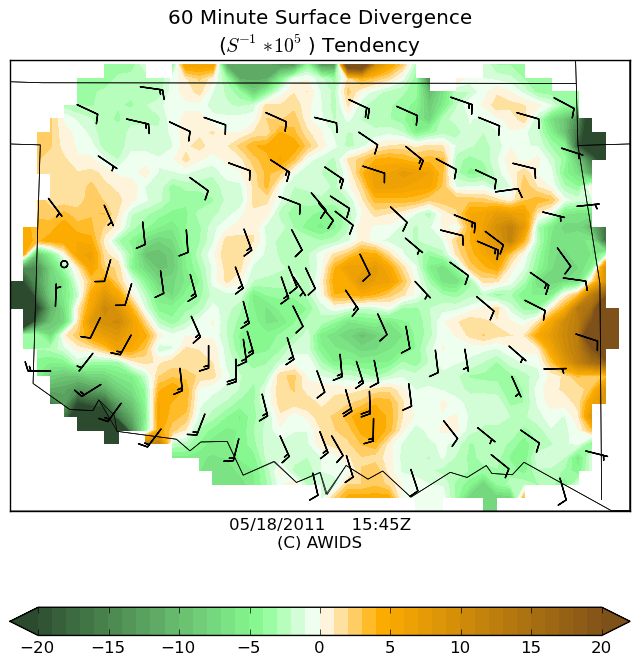 60 Minute Surface Divergence
(S^{-1} * 10^5 ) Tendency
05/18/2011 15:45Z
(C) AWIDS
−20 −15 −10 −5 0 5 10 15 20